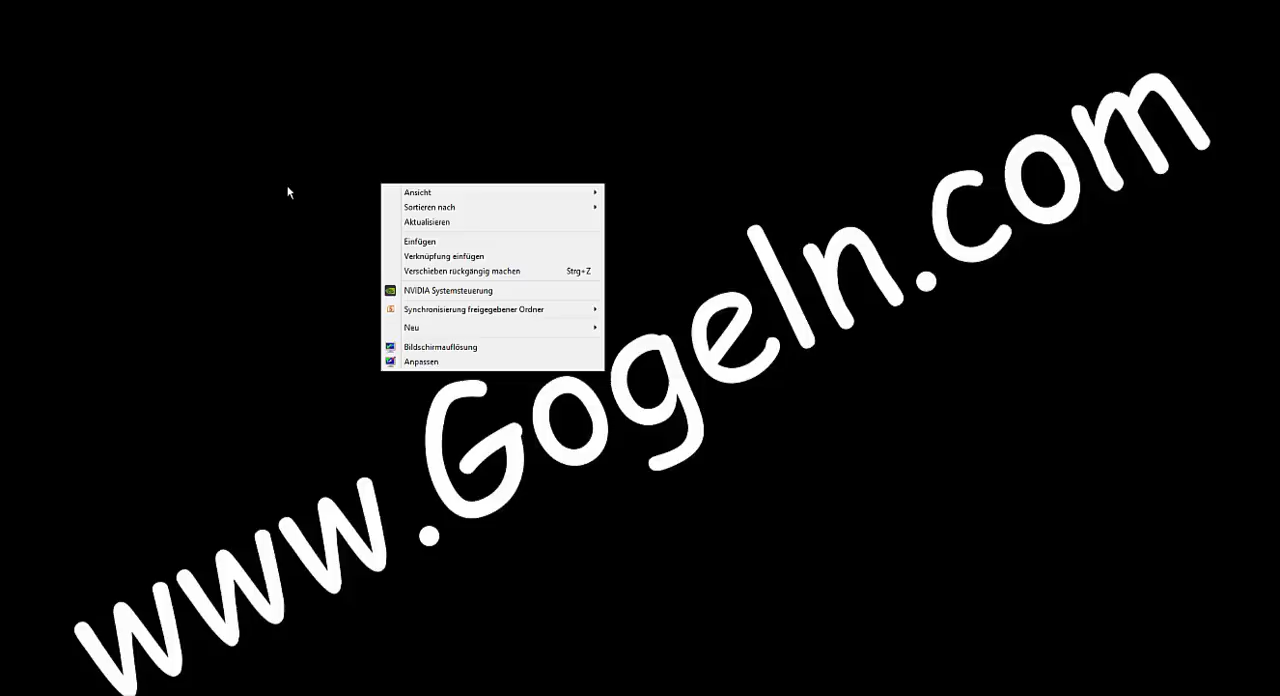 Ansicht
Sortieren nach
Aktualisieren
Einfügen
Verknüpfung einfügen
Verschieben rückgängig machen Strg+Z
NVIDIA Systemsteuerung
Synchronisierung freigegebener Ordner
Neu
Bildschirmauflösung
Anpassen
www.Gogeln.com